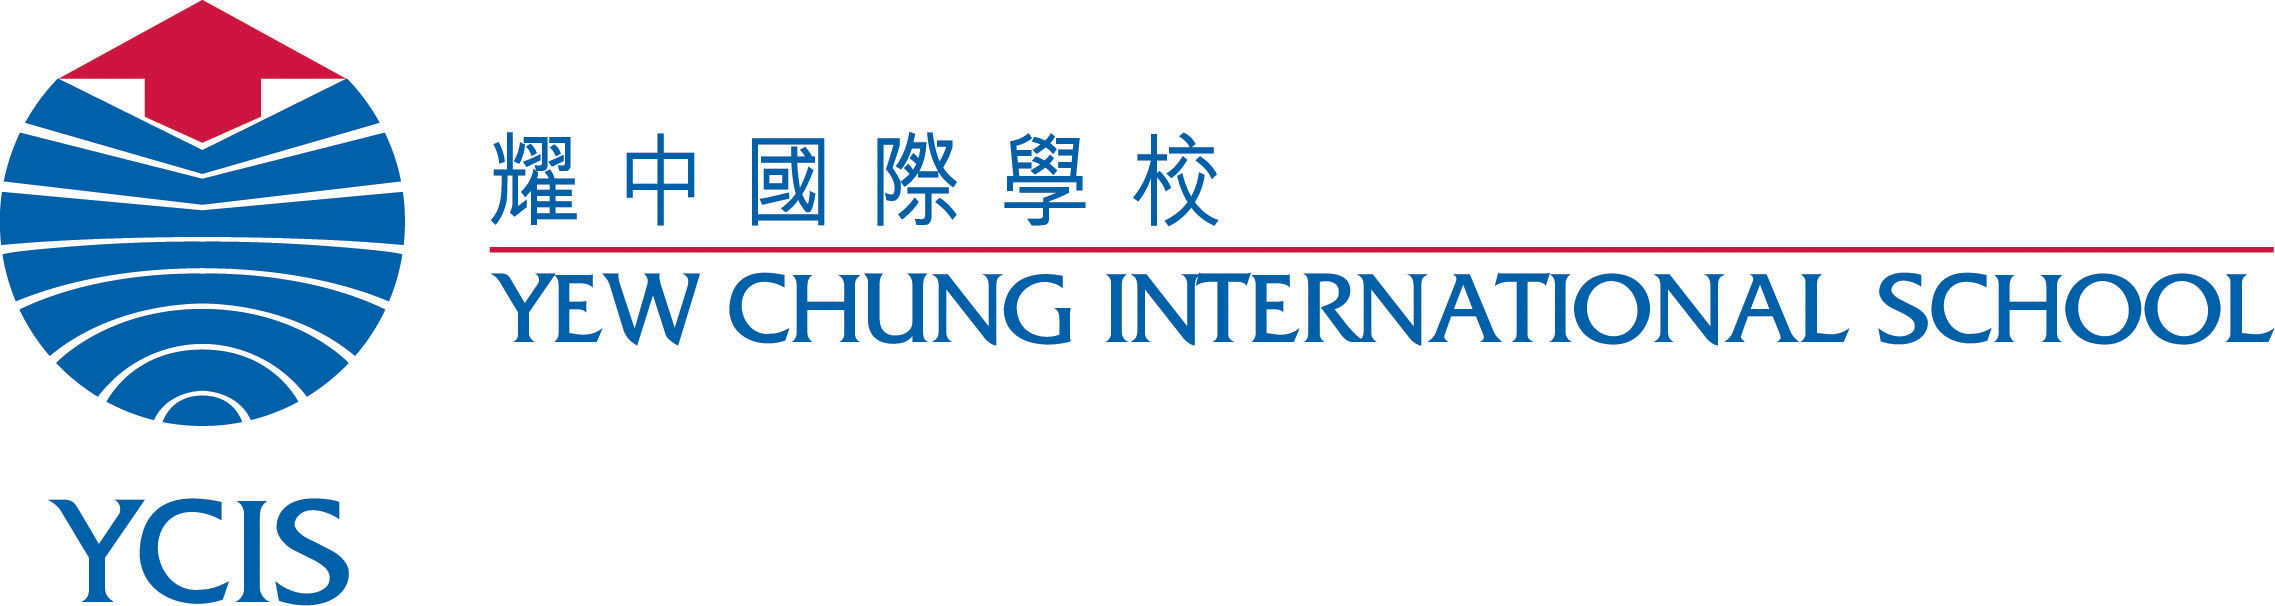 耀中國際學校
YEW CHUNG INTERNATIONAL SCHOOL
YCIS